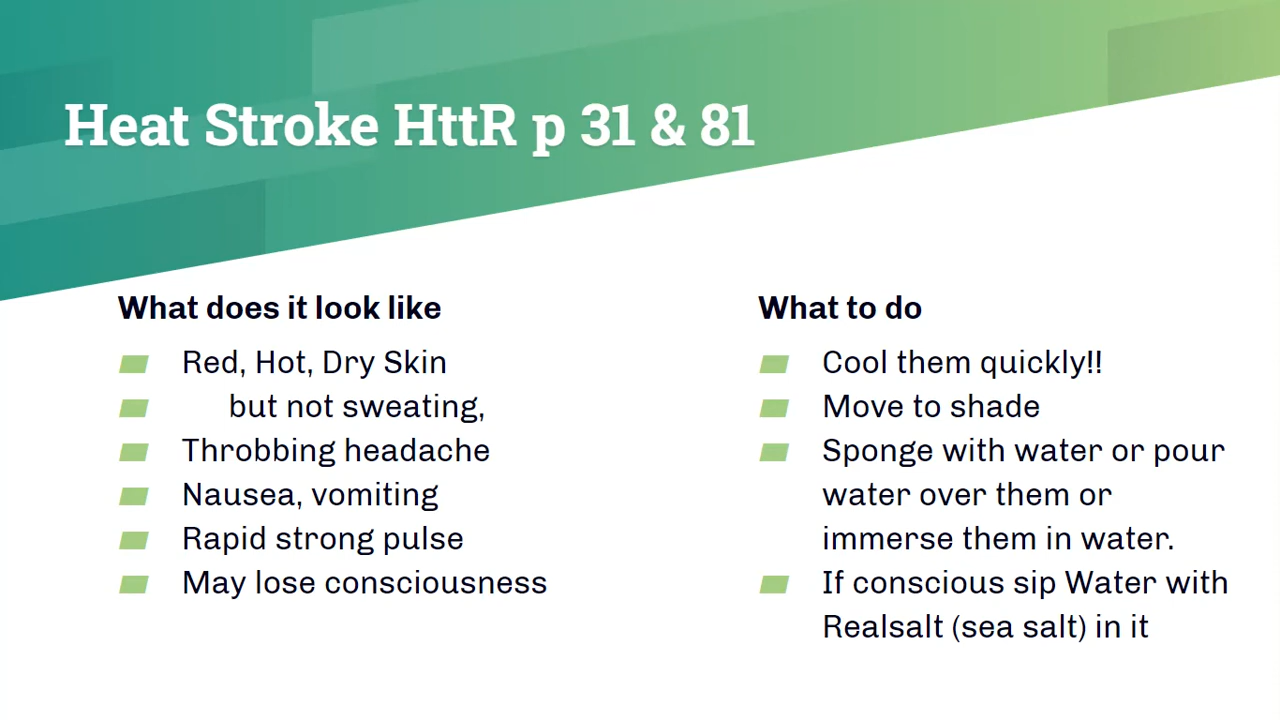 Heat Stroke HttR p 31 & 81
What does it look like
Red, Hot, Dry Skin
but not sweating,
Throbbing headache
Nausea, vomiting
Rapid strong pulse
May lose consciousness
What to do
Cool them quickly!!
Move to shade
Sponge with water or pour
water over them or
immerse them in water.
If conscious sip Water with
Realsalt (sea salt) in it